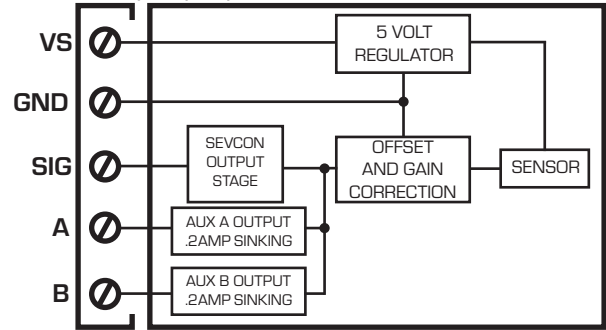 VS
5 VOLT
REGULATOR
GND
SIG
SEVCON
OUTPUT
STAGE
OFFSET
AND GAIN
CORRECTION
SENSOR
A
AUX A OUTPUT
.2AMP SINKING
B
AUX B OUTPUT
.2AMP SINKING